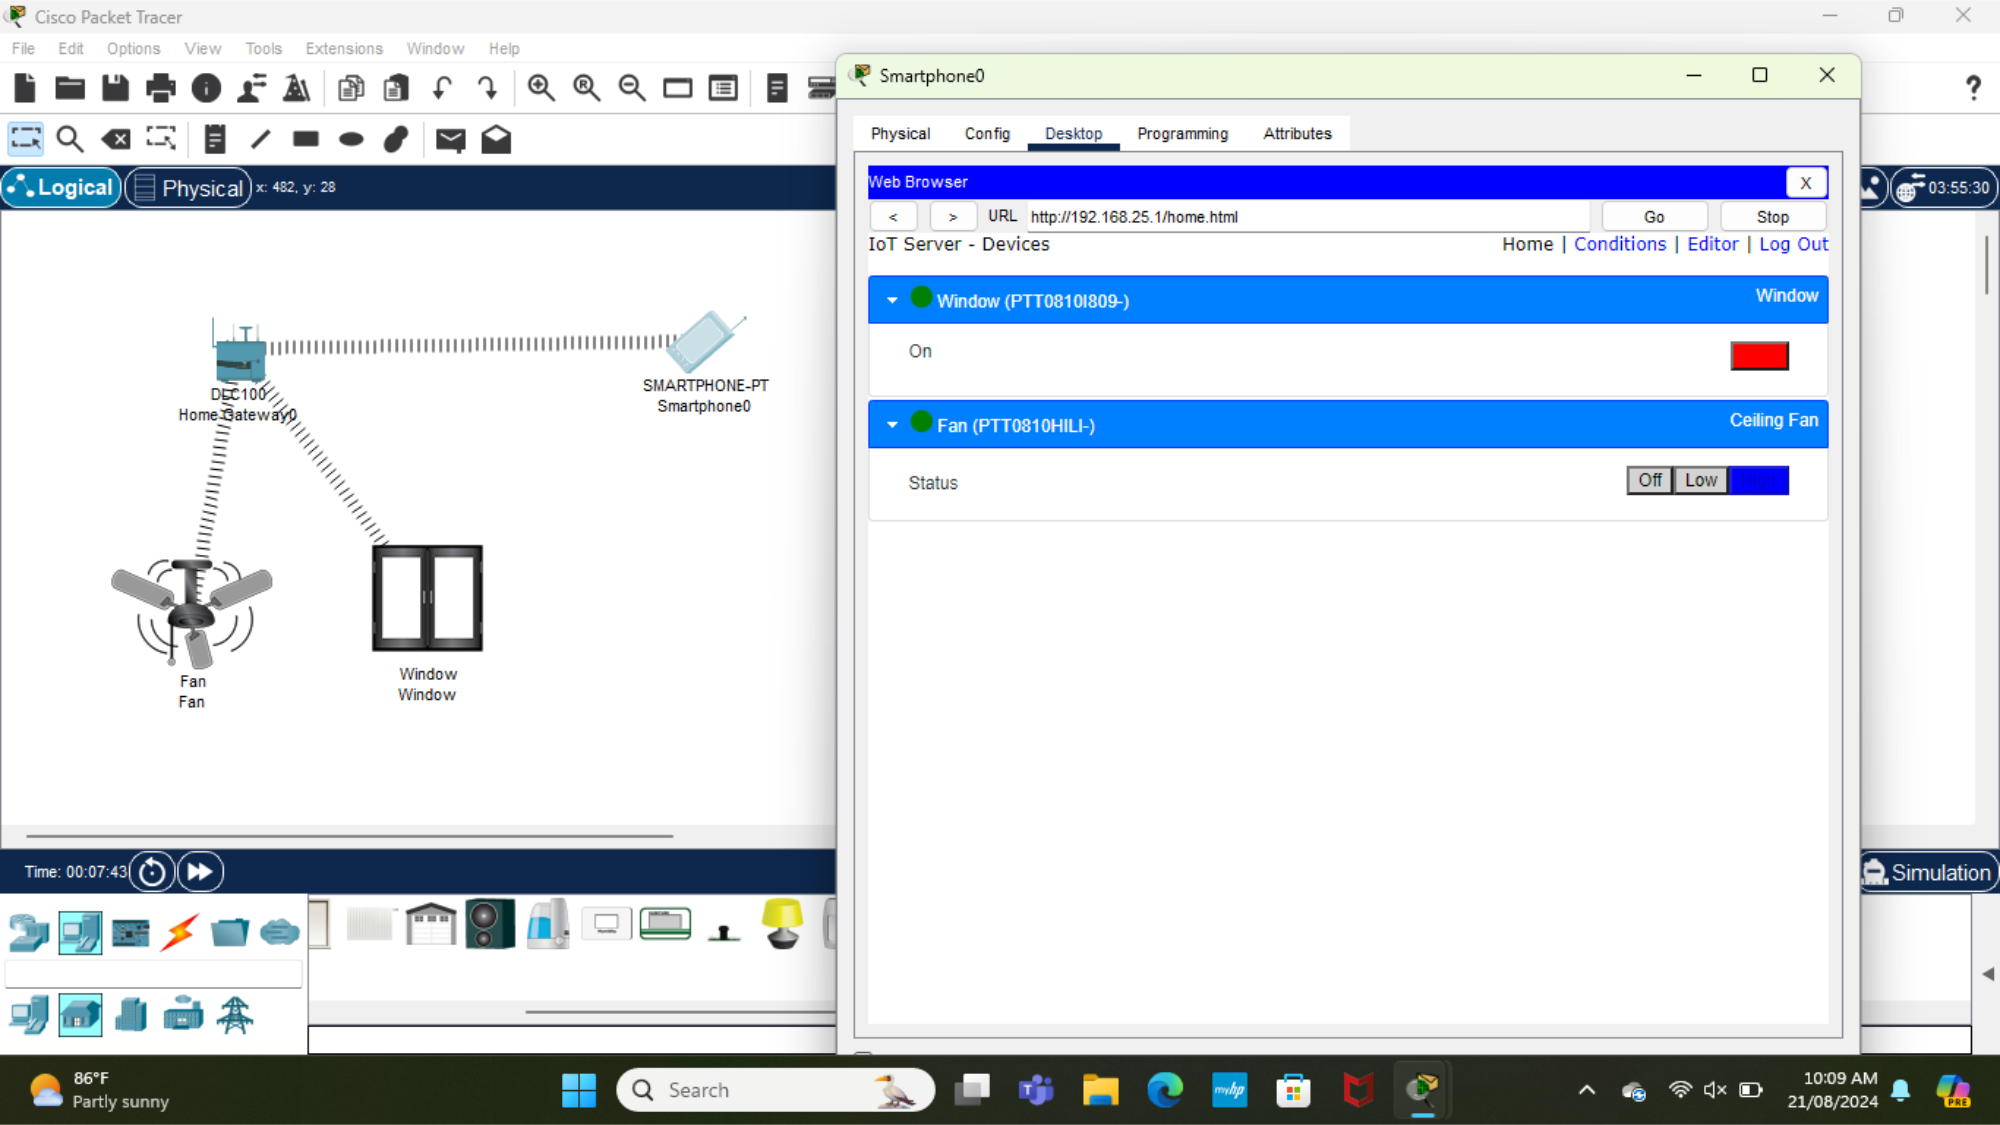 Cisco Packet Tracer
File Edit Options View Tools Extensions Window Help
Smartphone0
?
Physical Config Desktop Programming Attributes
Logical Physical x: 482, y: 28
03:55:30
Web Browser X
< > URL http://192.168.25.1/home.html Go Stop
IoT Server - Devices Home | Conditions | Editor | Log Out
Window (PTT0810I809-) Window
On
Fan (PTT0810HILI-) Ceiling Fan
Status Off Low
DLC100
Home Gateway0
SMARTPHONE-PT
Smartphone0
Fan
Fan
Window
Window
Time: 00:07:43
Simulation
86°F
Partly sunny
Search
myhp
PRE
10:09 AM
21/08/2024